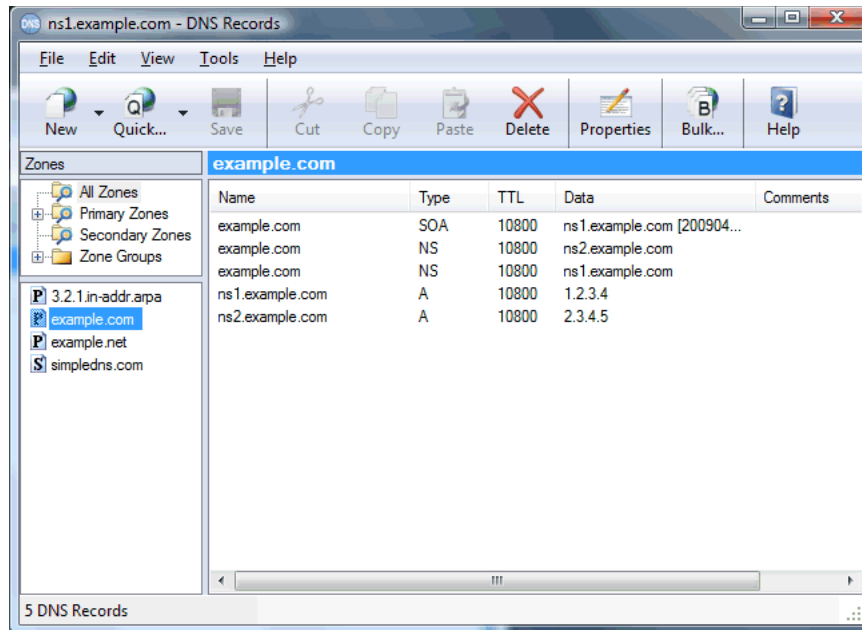 DNS ns1.example.com - DNS Records
File Edit View Tools Help
New Quick... Save Cut Copy Paste Delete Properties Bulk... Help
Zones
example.com
All Zones
Primary Zones
Secondary Zones
Zone Groups
P 3.2.1.in-addr.arpa
P example.com
P example.net
S simpledns.com
Name Type TTL Data Comments
example.com SOA 10800 ns1.example.com [200904...
example.com NS 10800 ns2.example.com
example.com NS 10800 ns1.example.com
ns1.example.com A 10800 1.2.3.4
ns2.example.com A 10800 2.3.4.5
5 DNS Records